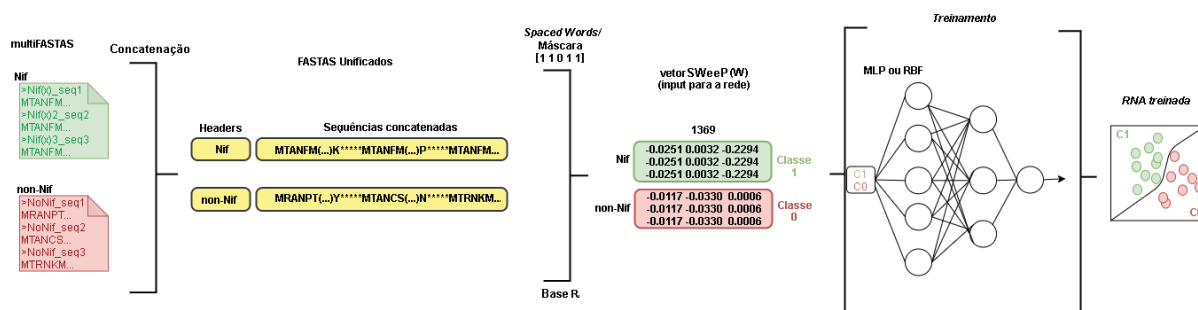 multiFASTAS
Nif
>Nif(x)_seq1
MTANFM...
>Nif(x)2_seq2
MTANFM...
>Nif(x)3_seq3
MTANFM...
non-Nif
>NoNif_seq1
MRANPT...
>NoNif_seq2
MTANCS...
>NoNif_seq3
MTRNKM...
Concatenação
FASTAS Unificados
Headers
Sequências concatenadas
Nif
MTANFM(...)K*****MTANFM(...)P*****MTANFM...
non-Nif
MRANPT(...)Y*****MTANCS(...)N*****MTRNKM...
Spaced Words/
Máscara
[1 1 0 1 1]
Base R.
vetorSWeeP (W)
(input para a rede)
1369
Nif
-0.0251 0.0032 -0.2294
-0.0251 0.0032 -0.2294
-0.0251 0.0032 -0.2294
Classe
1
non-Nif
-0.0117 -0.0330 0.0006
-0.0117 -0.0330 0.0006
-0.0117 -0.0330 0.0006
Classe
0
Treinamento
MLP ou RBF
C1
C0
RNA treinada
C1